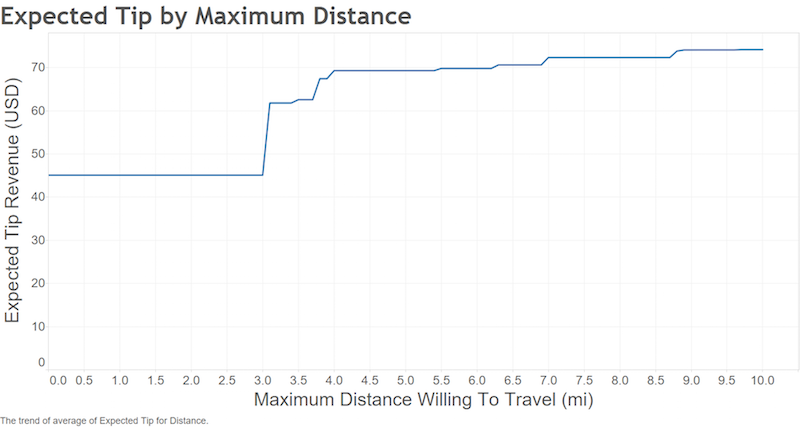 Expected Tip by Maximum Distance
Expected Tip Revenue (USD)
70
60
50
40
30
20
10
0
0.0 0.5 1.0 1.5 2.0 2.5 3.0 3.5 4.0 4.5 5.0 5.5 6.0 6.5 7.0 7.5 8.0 8.5 9.0 9.5 10.0
Maximum Distance Willing To Travel (mi)
The trend of average of Expected Tip for Distance.